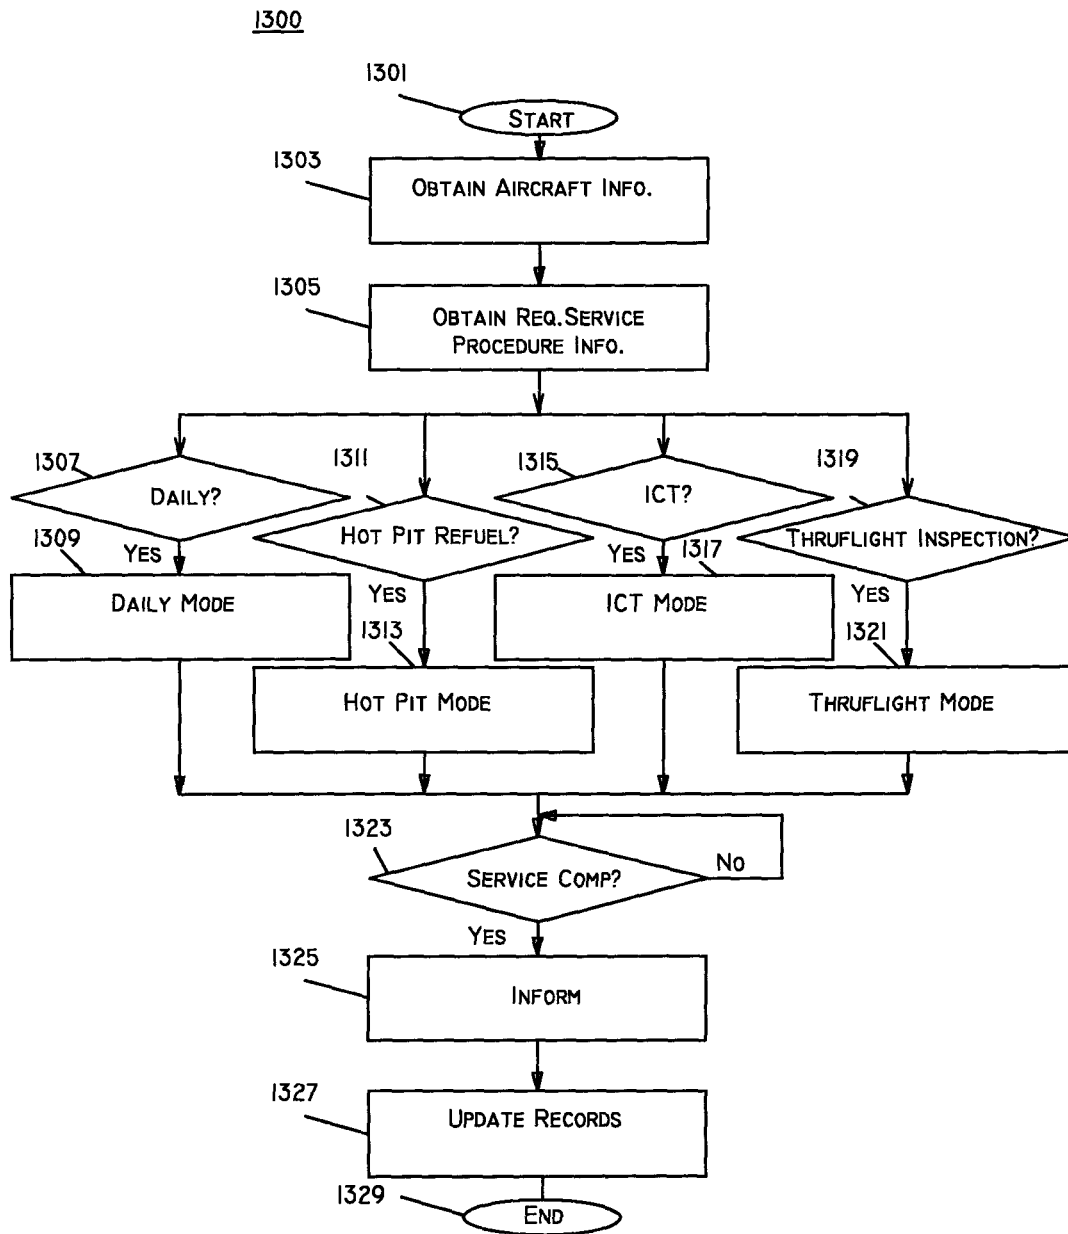 1300
1301
START
1303
OBTAIN AIRCRAFT INFO.
1305
OBTAIN REQ.SERVICE
PROCEDURE INFO.
1307
DAILY?
1311
HOT PIT REFUEL?
1315
ICT?
1319
THRUFLIGHT INSPECTION?
1309
YES
DAILY MODE
YES
1313
HOT PIT MODE
YES
1317
ICT MODE
YES
1321
THRUFLIGHT MODE
1323
SERVICE COMP?
NO
YES
1325
INFORM
1327
UPDATE RECORDS
1329
END